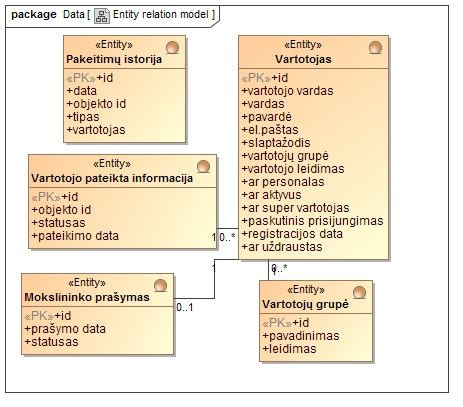 package Data [ Entity relation model ]
«Entity»
Pakeitimų istorija
«PK»+id
+data
+objekto id
+tipas
+vartotojas
«Entity»
Vartotojas
«PK»+id
+vartotojo vardas
+vardas
+pavardė
+el.paštas
+slaptažodis
+vartotojų grupė
+vartotojo leidimas
+ar personalas
+ar aktyvus
+ar super vartotojas
+paskutinis prisijungimas
+registracijos data
+ar uždraustas
«Entity»
Vartotojo pateikta informacija
«PK»+id
+objekto id
+statusas
+pateikimo data
1 0..*
1
«Entity»
Mokslininko prašymas
«PK»+id
+prašymo data
+statusas
0..1
0..*
«Entity»
Vartotojų grupė
«PK»+id
+pavadinimas
+leidimas